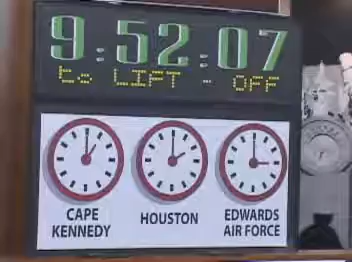 9:52:07
to LIFT - OFF
CAPE
KENNEDY
HOUSTON
EDWARDS
AIR FORCE